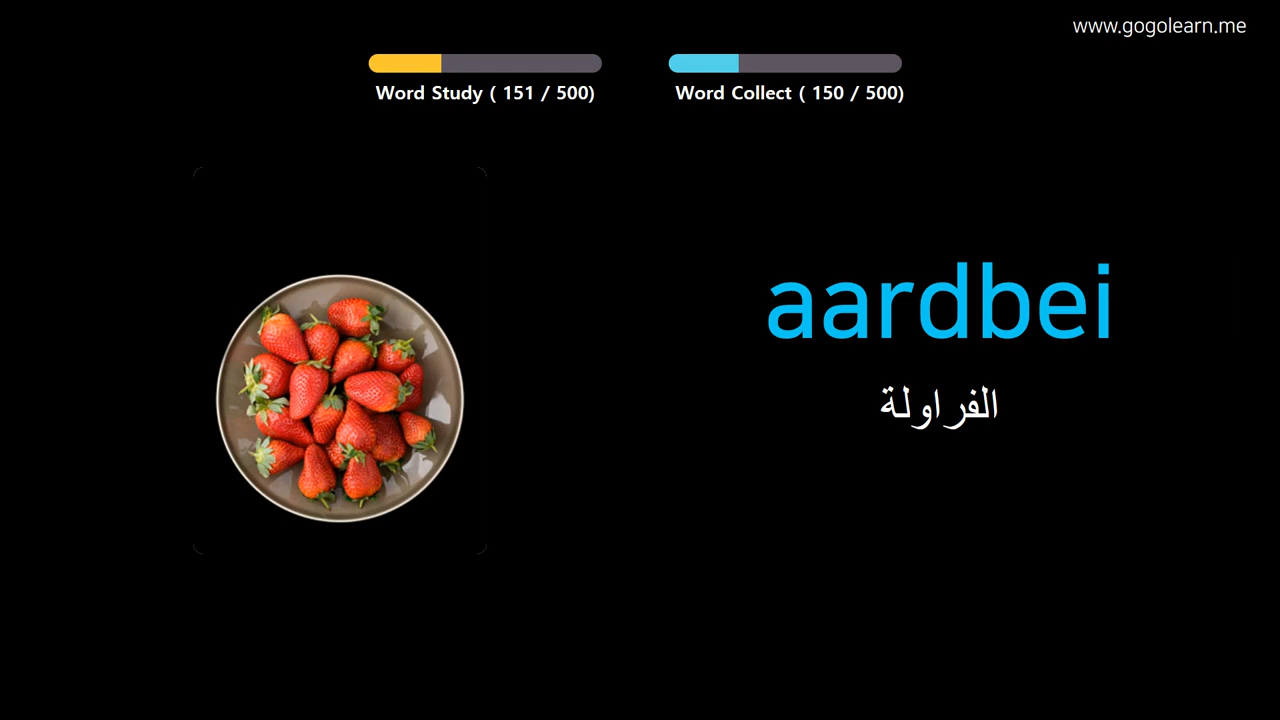 www.gogolearn.me
Word Study ( 151 / 500)
Word Collect ( 150 / 500)
aardbei
الفراولة